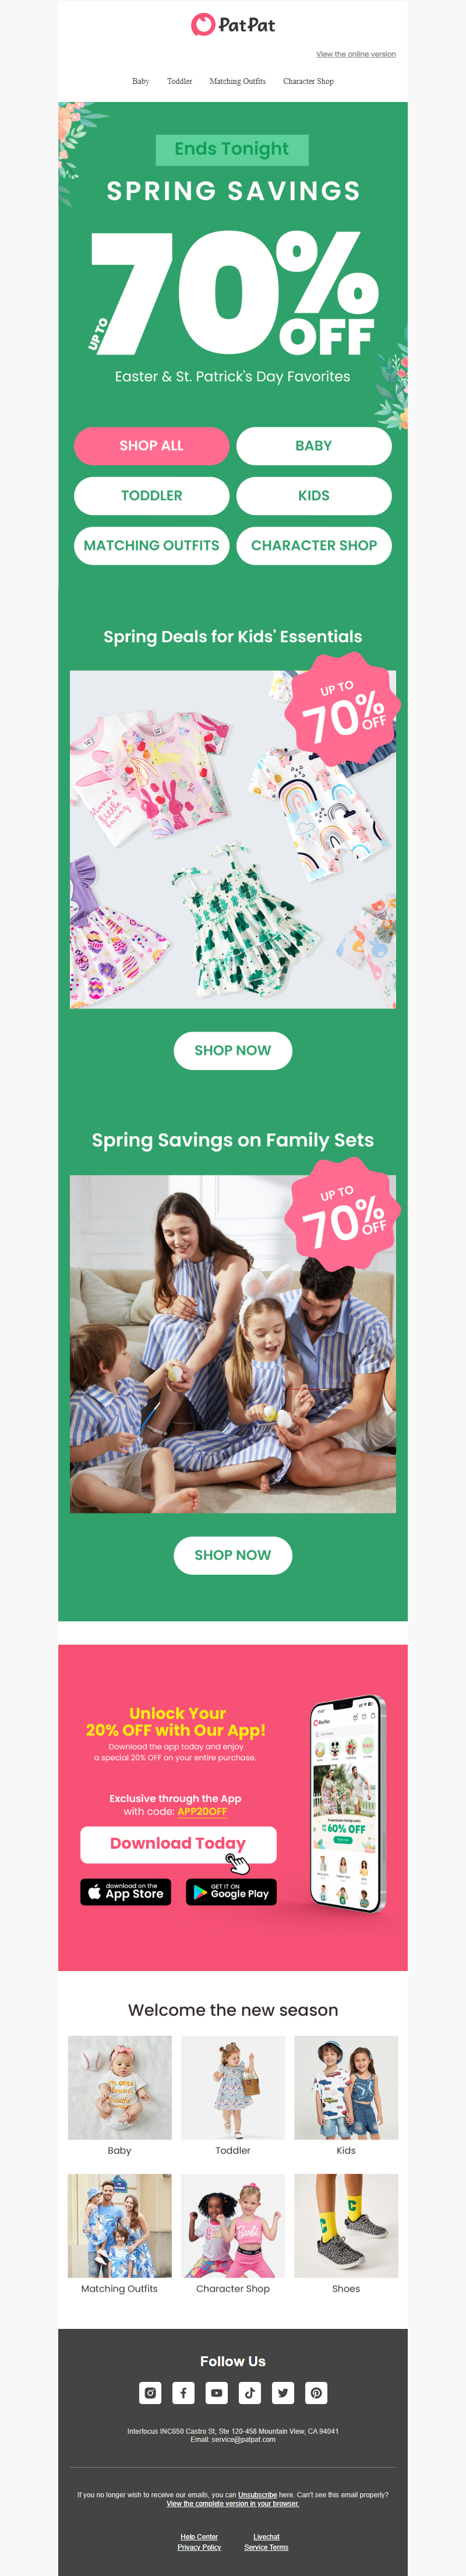 PatPat
View the online version
Baby Toddler Matching Outfits Character Shop
Ends Tonight
SPRING SAVINGS
UP TO 70% OFF
Easter & St. Patrick's Day Favorites
SHOP ALL BABY
TODDLER KIDS
MATCHING OUTFITS CHARACTER SHOP
Spring Deals for Kids' Essentials
UP TO
70% OFF
Mama's
little
bunny
SHOP NOW
Spring Savings on Family Sets
UP TO
70% OFF
SHOP NOW
Unlock Your
20% OFF with Our App!
Download the app today and enjoy
a special 20% OFF on your entire purchase.
Exclusive through the App
with code: APP20OFF
Download Today
download on the
App Store
GET IT ON
Google Play
PatPat
60% OFF
Welcome the new season
Baby Toddler Kids
Barbie
Matching Outfits Character Shop Shoes
Follow Us
Interfocus INC650 Castro St, Ste 120-458 Mountain View, CA 94041
Email: service@patpat.com
If you no longer wish to receive our emails, you can Unsubscribe here. Can't see this email properly?
View the complete version in your browser.
Help Center Livechat
Privacy Policy Service Terms